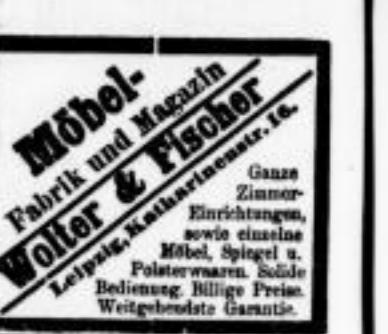 Möbel-
Fabrik und Magazin
Wolter & Fischer
Leipzig, Katharinenstr. 16.
Ganze
Zimmer-
Einrichtungen,
sowie einzelne
Möbel, Spiegel u.
Polsterwaaren. Solide
Bedienung. Billige Preise.
Weitgehendste Garantie.